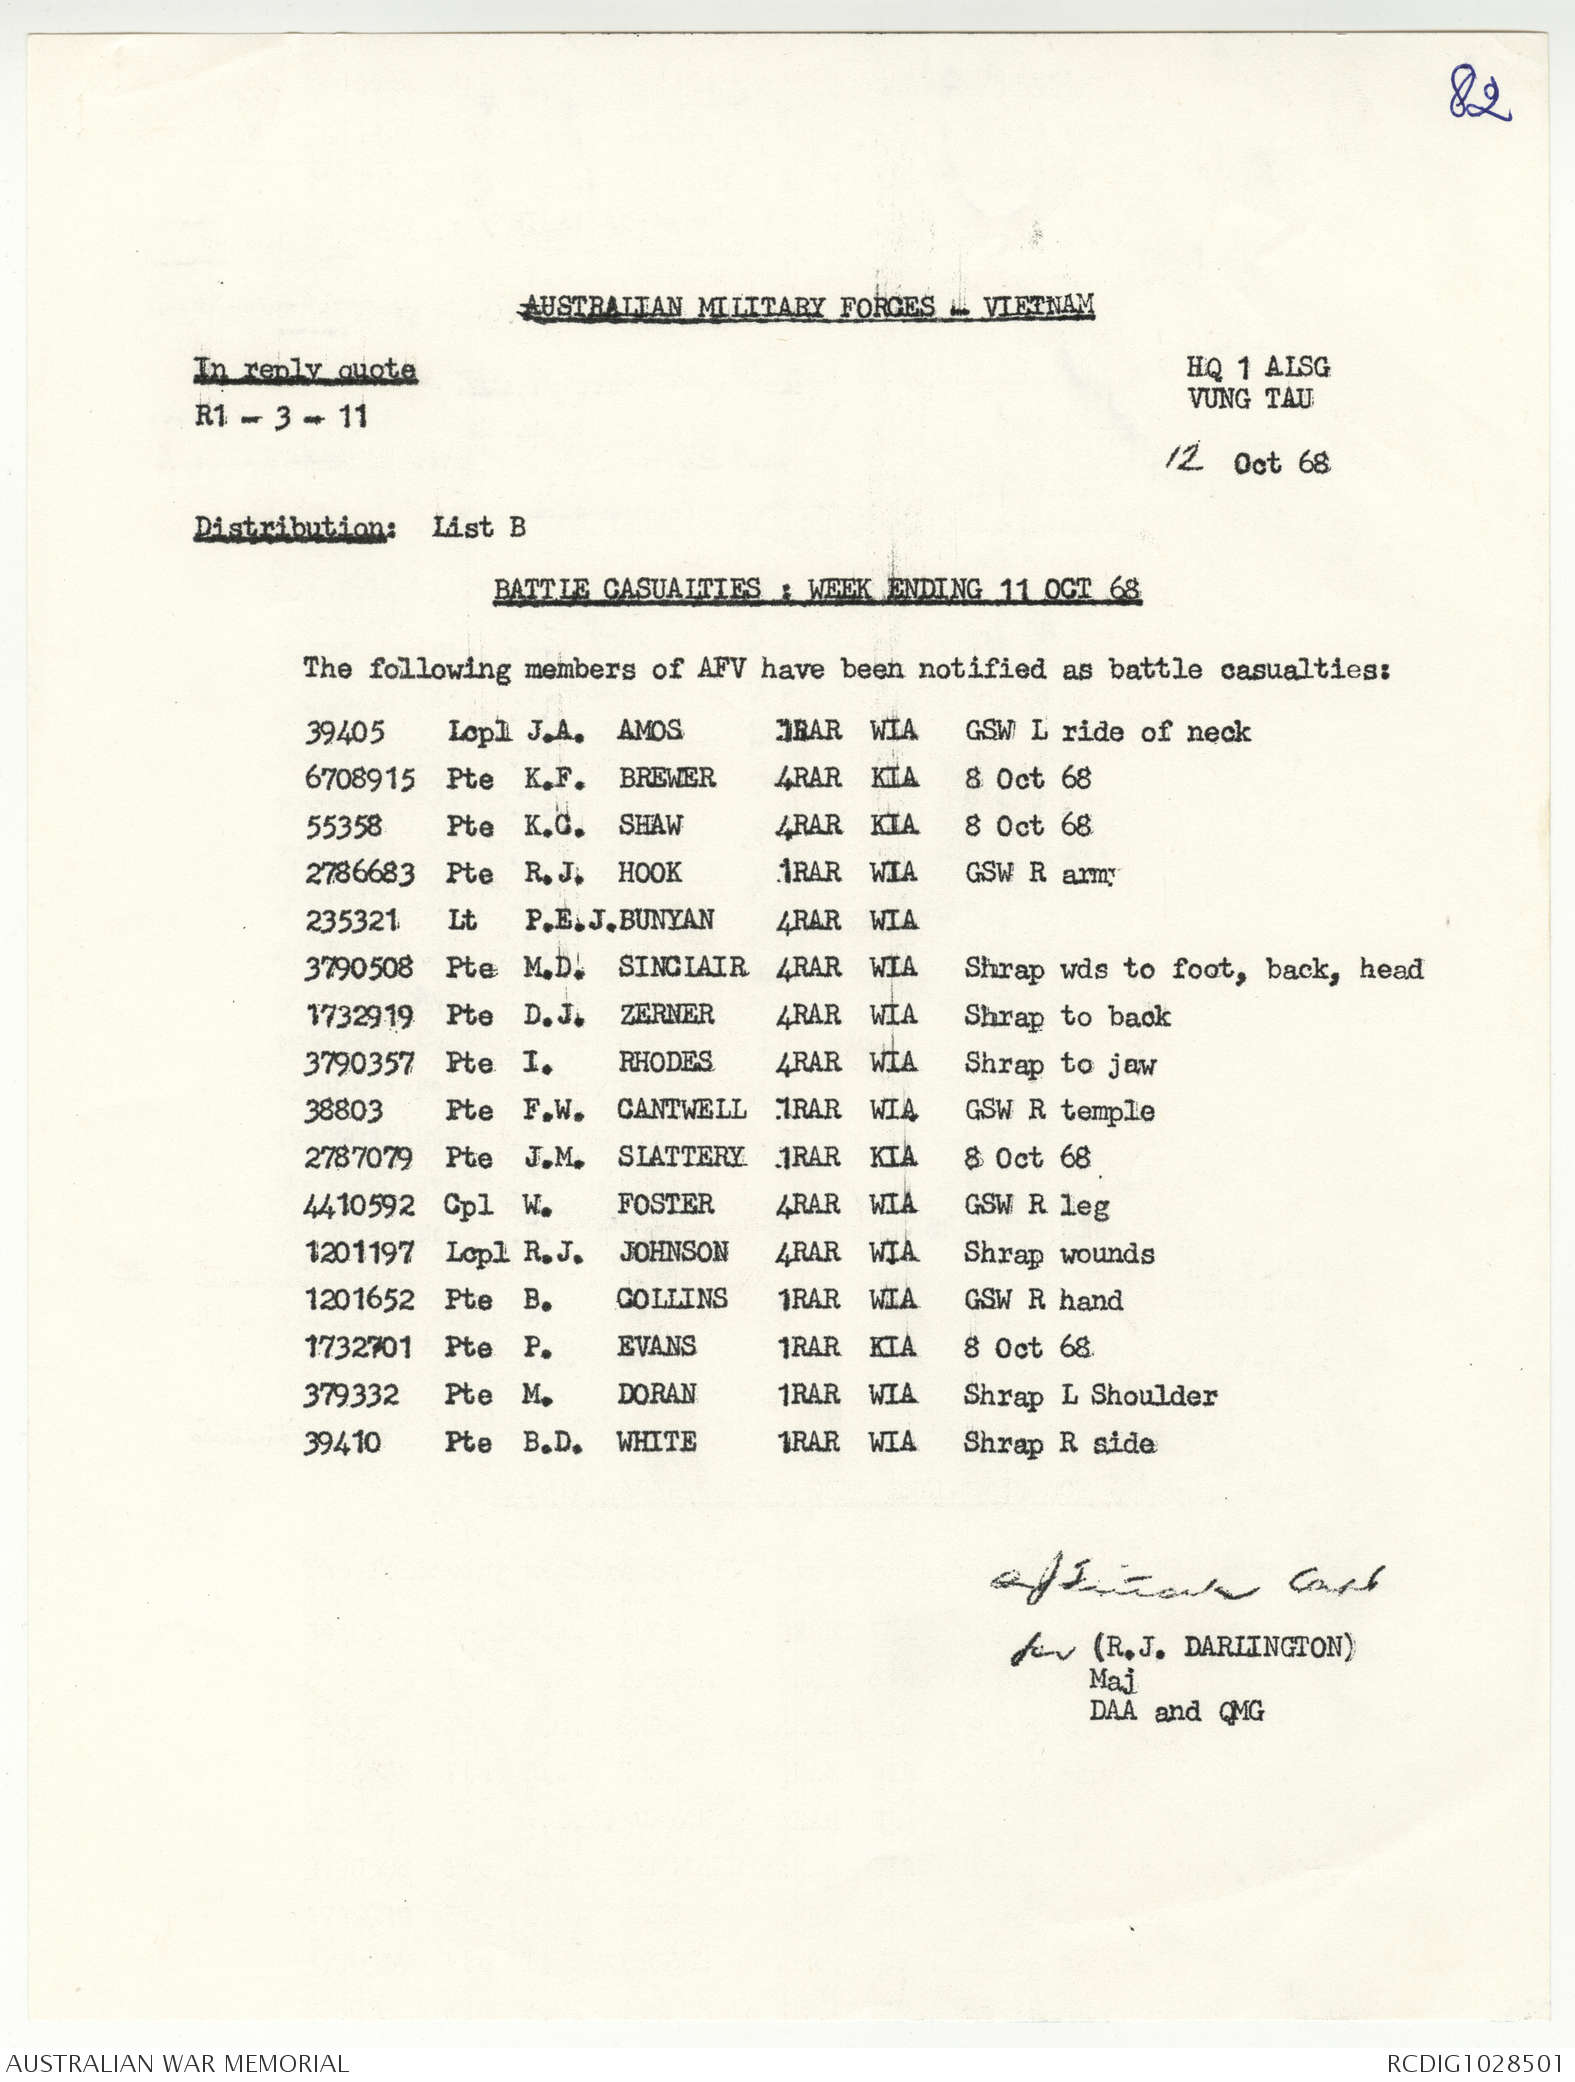 82
AUSTRALIAN MILITARY FORCES - VIETNAM
In reply quote
R1 - 3 - 11
HQ 1 ALSG
VUNG TAU
12 Oct 68
Distribution: List B
BATTLE CASUALTIES : WEEK ENDING 11 OCT 68
The following members of AFV have been notified as battle casualties:
39405 Lcpl J.A. AMOS 1RAR WIA GSW L ride of neck
6708915 Pte K.F. BREWER 4RAR KIA 8 Oct 68
55358 Pte K.G. SHAW 4RAR KIA 8 Oct 68
2786683 Pte R.J. HOOK 1RAR WIA GSW R army
235321 Lt P.E.J. BUNYAN 4RAR WIA
3790508 Pte M.D. SINCLAIR 4RAR WIA Shrap wds to foot, back, head
1732919 Pte D.J. ZERNER 4RAR WIA Shrap to back
3790357 Pte I. RHODES 4RAR WIA Shrap to jaw
38803 Pte F.W. CANTWELL 1RAR WIA GSW R temple
2787079 Pte J.M. SLATTERY 1RAR KIA 8 Oct 68
4410592 Cpl W. FOSTER 4RAR WIA GSW R leg
1201197 Lcpl R.J. JOHNSON 4RAR WIA Shrap wounds
1201652 Pte B. COLLINS 1RAR WIA GSW R hand
1732701 Pte P. EVANS 1RAR KIA 8 Oct 68
379332 Pte M. DORAN 1RAR WIA Shrap L Shoulder
39410 Pte B.D. WHITE 1RAR WIA Shrap R side
Capt
for (R.J. DARLINGTON)
Maj
DAA and QMG
AUSTRALIAN WAR MEMORIAL
RCDIG1028501